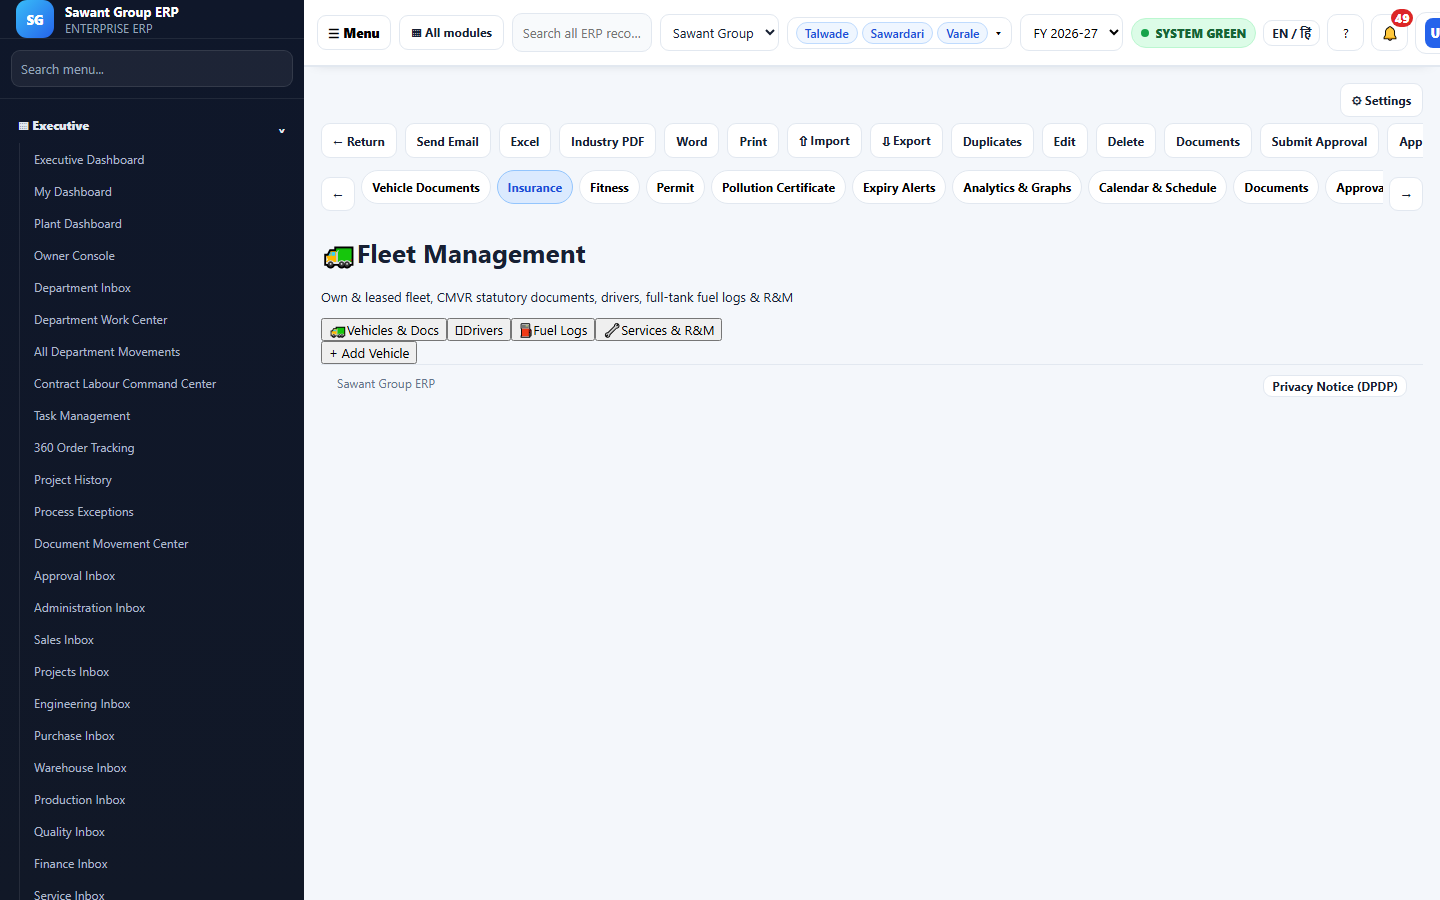 SG
Sawant Group ERP
ENTERPRISE ERP
☰ Menu
All modules
Search all ERP reco...
Sawant Group
Talwade
Sawardari
Varale
FY 2026-27
SYSTEM GREEN
EN / हिं
?
49
U
Search menu...
Executive
Executive Dashboard
My Dashboard
Plant Dashboard
Owner Console
Department Inbox
Department Work Center
All Department Movements
Contract Labour Command Center
Task Management
360 Order Tracking
Project History
Process Exceptions
Document Movement Center
Approval Inbox
Administration Inbox
Sales Inbox
Projects Inbox
Engineering Inbox
Purchase Inbox
Warehouse Inbox
Production Inbox
Quality Inbox
Finance Inbox
Service Inbox
⚙ Settings
← Return
Send Email
Excel
Industry PDF
Word
Print
⇧ Import
⇩ Export
Duplicates
Edit
Delete
Documents
Submit Approval
App
←
Vehicle Documents
Insurance
Fitness
Permit
Pollution Certificate
Expiry Alerts
Analytics & Graphs
Calendar & Schedule
Documents
Approva
→
Fleet Management
Own & leased fleet, CMVR statutory documents, drivers, full-tank fuel logs & R&M
Vehicles & Docs
Drivers
Fuel Logs
Services & R&M
+ Add Vehicle
Sawant Group ERP
Privacy Notice (DPDP)